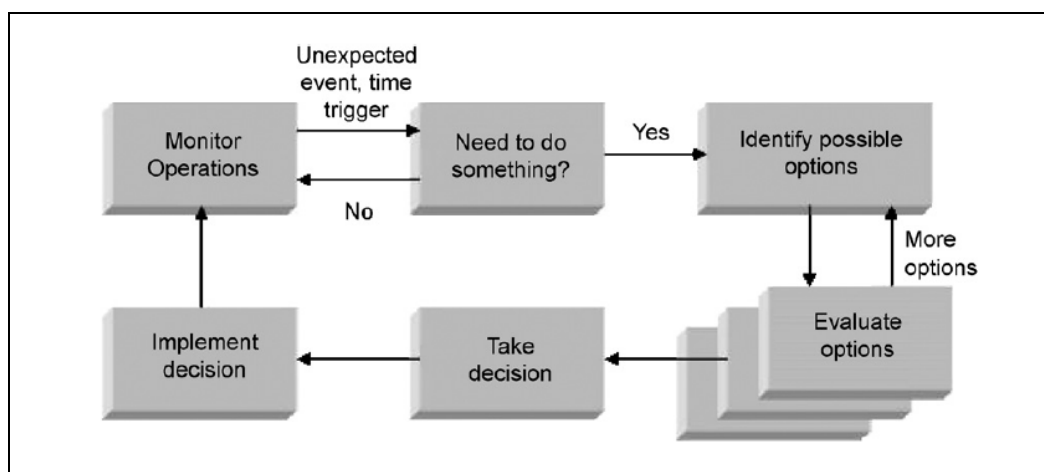 Unexpected
event, time
trigger
Monitor
Operations
Need to do
something?
Yes
Identify possible
options
No
More
options
Evaluate
options
Take
decision
Implement
decision